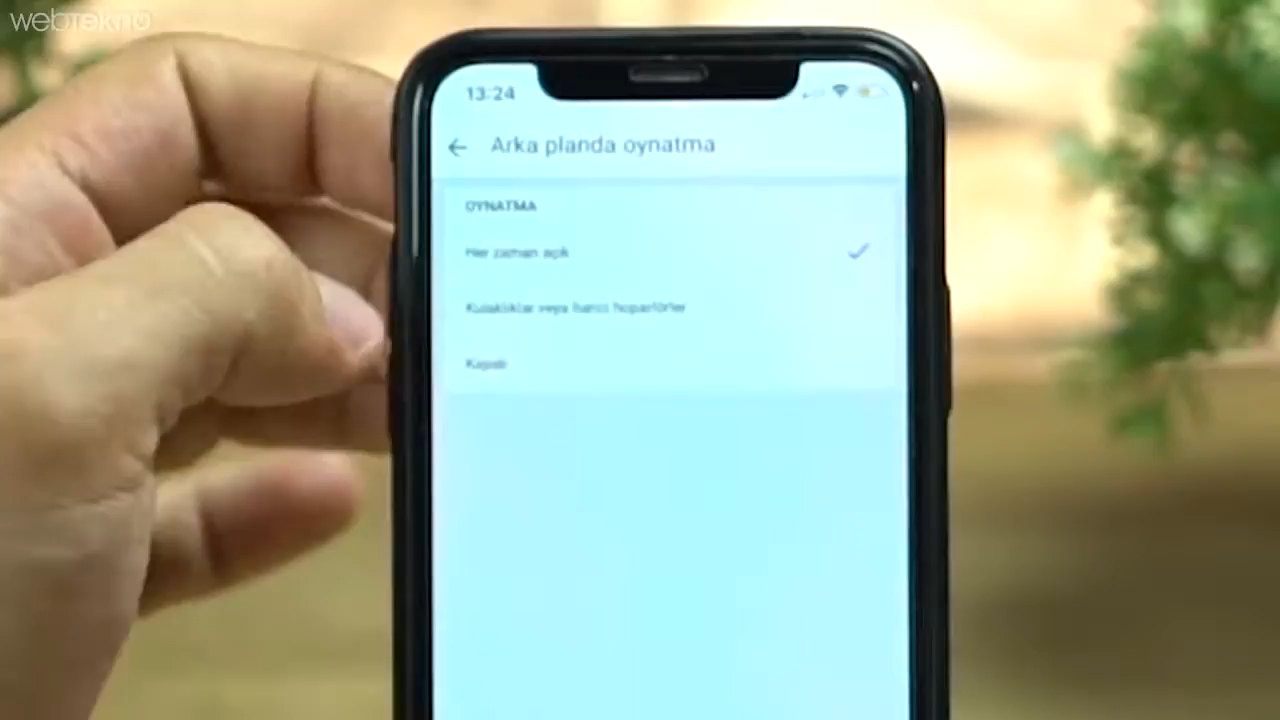 webtekno
13:24
Arka planda oynatma
OYNATMA
Her zaman açık
Kulaklıklar veya harici hoparlörler
Kapalı